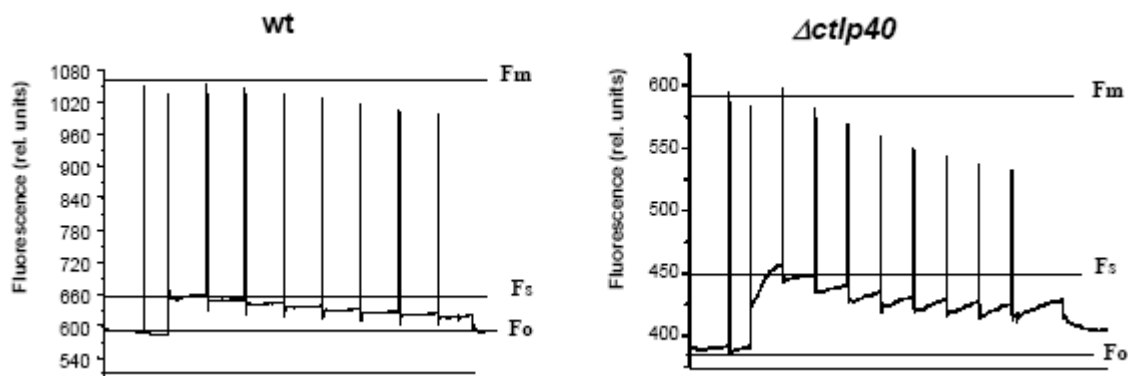 wt
Fluorescence (rel. units)
1080
1020
960
900
840
780
720
660
600
540
Fm
Fs
Fo
Δctlp40
Fluorescence (rel. units)
600
550
500
450
400
Fm
Fs
Fo